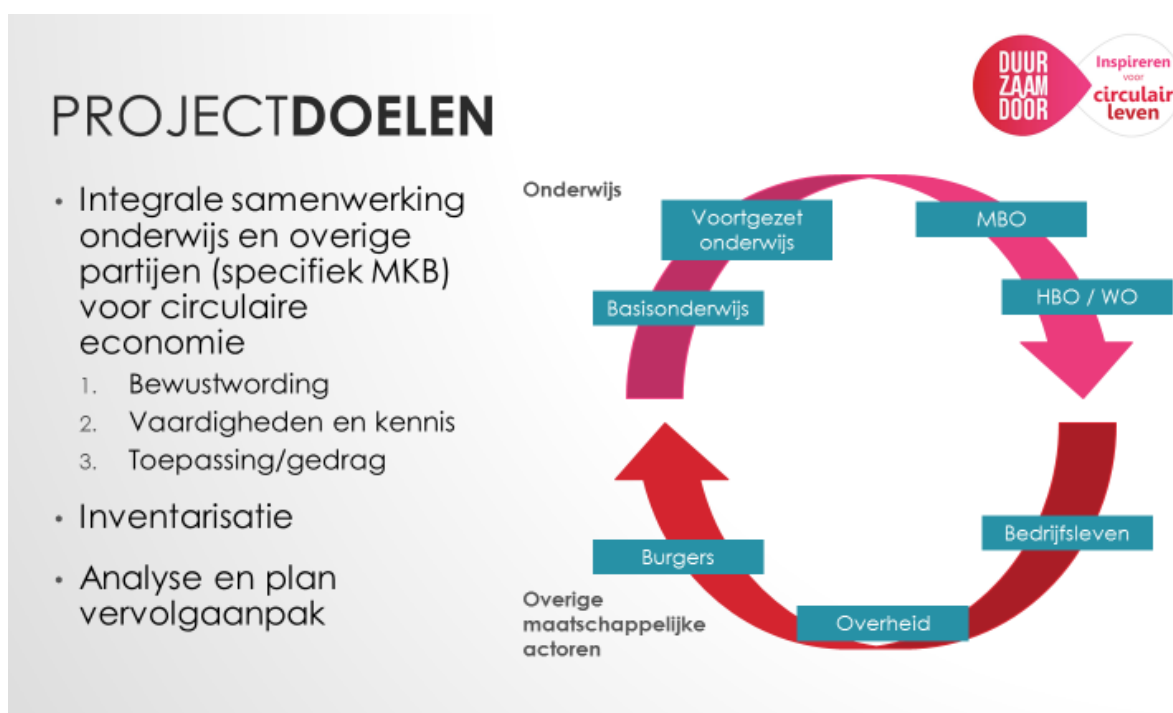 DUUR
ZAAM
DOOR
Inspireren
voor
circulair
leven
PROJECTDOELEN
• Integrale samenwerking
onderwijs en overige
partijen (specifiek MKB)
voor circulaire
economie
1. Bewustwording
2. Vaardigheden en kennis
3. Toepassing/gedrag
• Inventarisatie
• Analyse en plan
vervolgaanpak
Onderwijs
Voortgezet
onderwijs
MBO
Basisonderwijs
HBO / WO
Bedrijfsleven
Burgers
Overige
maatschappelijke
actoren
Overheid